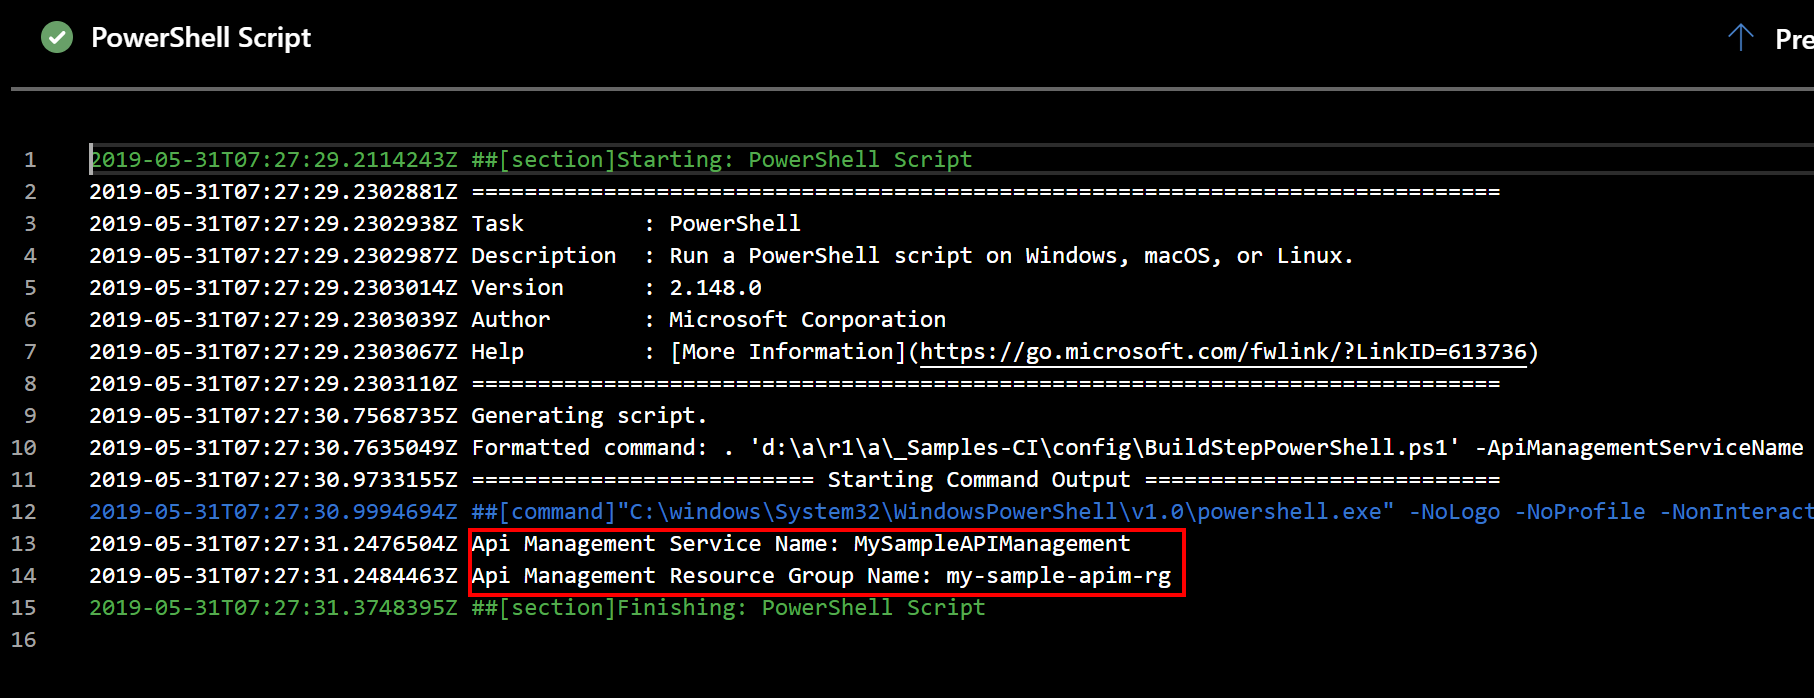 PowerShell Script
Pre
1 2019-05-31T07:27:29.2114243Z ##[section]Starting: PowerShell Script
2 2019-05-31T07:27:29.2302881Z ==============================================================================
3 2019-05-31T07:27:29.2302938Z Task         : PowerShell
4 2019-05-31T07:27:29.2302987Z Description  : Run a PowerShell script on Windows, macOS, or Linux.
5 2019-05-31T07:27:29.2303014Z Version      : 2.148.0
6 2019-05-31T07:27:29.2303039Z Author       : Microsoft Corporation
7 2019-05-31T07:27:29.2303067Z Help         : [More Information](https://go.microsoft.com/fwlink/?LinkID=613736)
8 2019-05-31T07:27:29.2303110Z ==============================================================================
9 2019-05-31T07:27:30.7568735Z Generating script.
10 2019-05-31T07:27:30.7635049Z Formatted command: . 'd:\a\r1\a\_Samples-CI\config\BuildStepPowerShell.ps1' -ApiManagementServiceName
11 2019-05-31T07:27:30.9733155Z ========================== Starting Command Output ===========================
12 2019-05-31T07:27:30.9994694Z ##[command]"C:\windows\System32\WindowsPowerShell\v1.0\powershell.exe" -NoLogo -NoProfile -NonInteract
13 2019-05-31T07:27:31.2476504Z Api Management Service Name: MySampleAPIManagement
14 2019-05-31T07:27:31.2484463Z Api Management Resource Group Name: my-sample-apim-rg
15 2019-05-31T07:27:31.3748395Z ##[section]Finishing: PowerShell Script
16